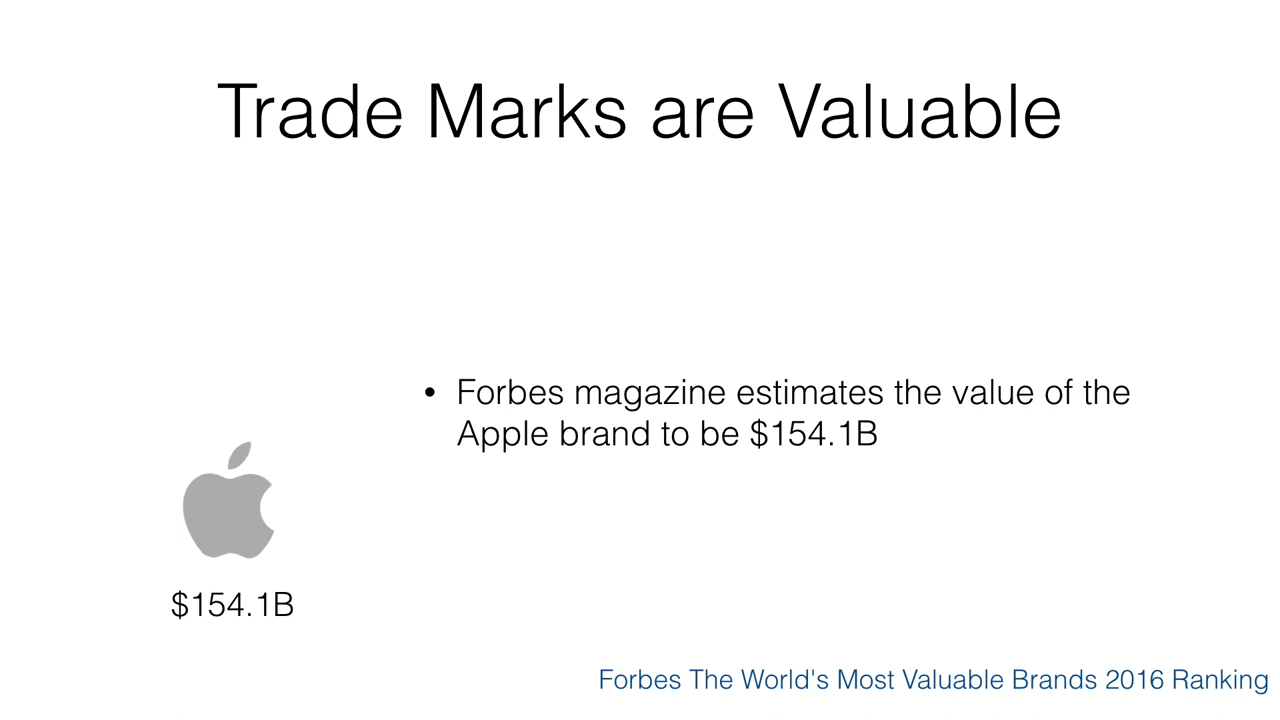 Trade Marks are Valuable
• Forbes magazine estimates the value of the
Apple brand to be $154.1B
$154.1B
Forbes The World's Most Valuable Brands 2016 Ranking